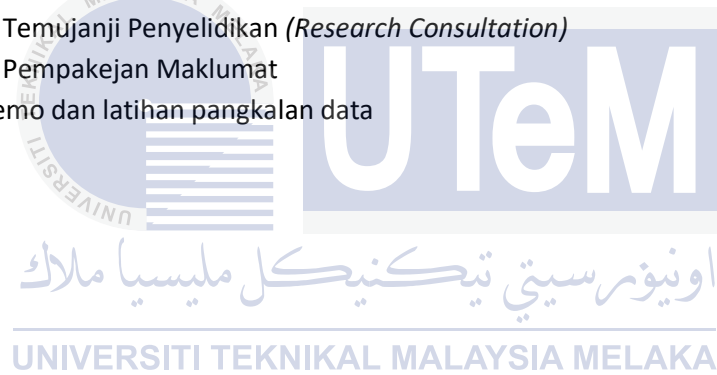 Temujanji Penyelidikan (Research Consultation)
Pempakejan Maklumat
emo dan latihan pangkalan data
UTeM
اونيۏرسيتي تيكنيكل مليسيا ملاك
UNIVERSITI TEKNIKAL MALAYSIA MELAKA